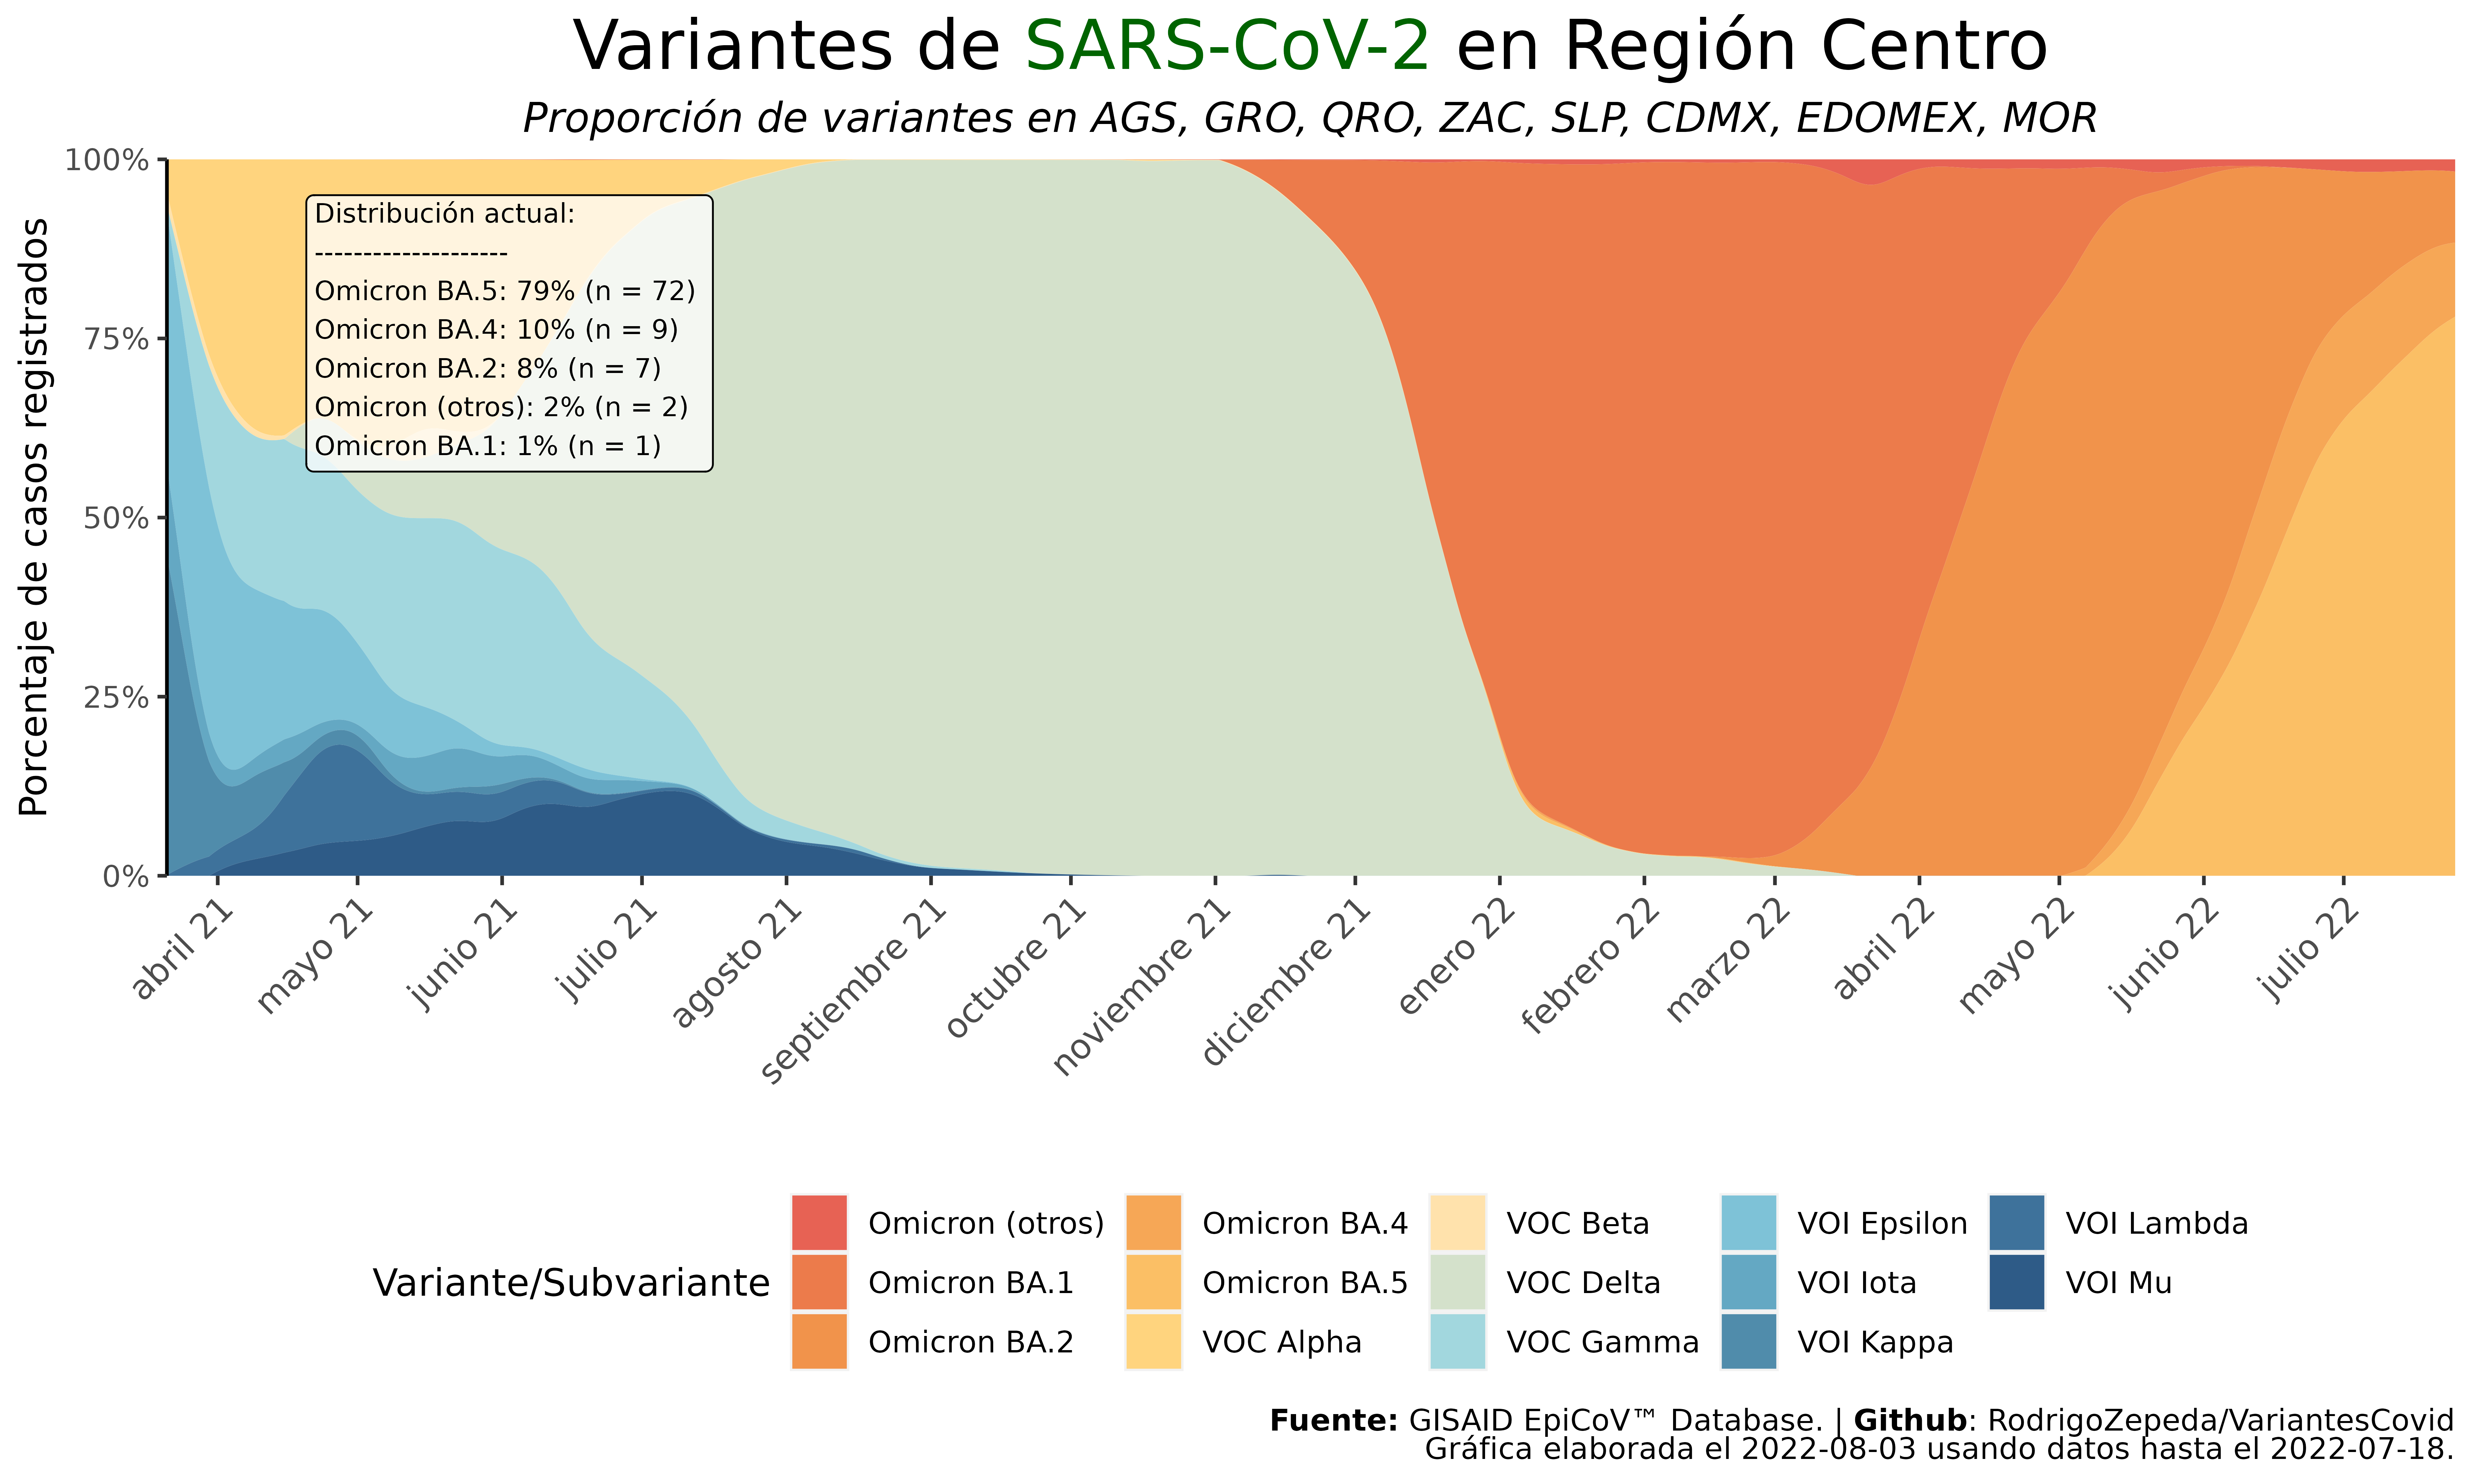 Variantes de SARS-CoV-2 en Región Centro
Proporción de variantes en AGS, GRO, QRO, ZAC, SLP, CDMX, EDOMEX, MOR
Porcentaje de casos registrados
100%
75%
50%
25%
0%
Distribución actual:
--------------------
Omicron BA.5: 79% (n = 72)
Omicron BA.4: 10% (n = 9)
Omicron BA.2: 8% (n = 7)
Omicron (otros): 2% (n = 2)
Omicron BA.1: 1% (n = 1)
abril 21
mayo 21
junio 21
julio 21
agosto 21
septiembre 21
octubre 21
noviembre 21
diciembre 21
enero 22
febrero 22
marzo 22
abril 22
mayo 22
junio 22
julio 22
Variante/Subvariante
Omicron (otros)
Omicron BA.1
Omicron BA.2
Omicron BA.4
Omicron BA.5
VOC Alpha
VOC Beta
VOC Delta
VOC Gamma
VOI Epsilon
VOI Iota
VOI Kappa
VOI Lambda
VOI Mu
Fuente: GISAID EpiCoV™ Database. | Github: RodrigoZepeda/VariantesCovid
Gráfica elaborada el 2022-08-03 usando datos hasta el 2022-07-18.